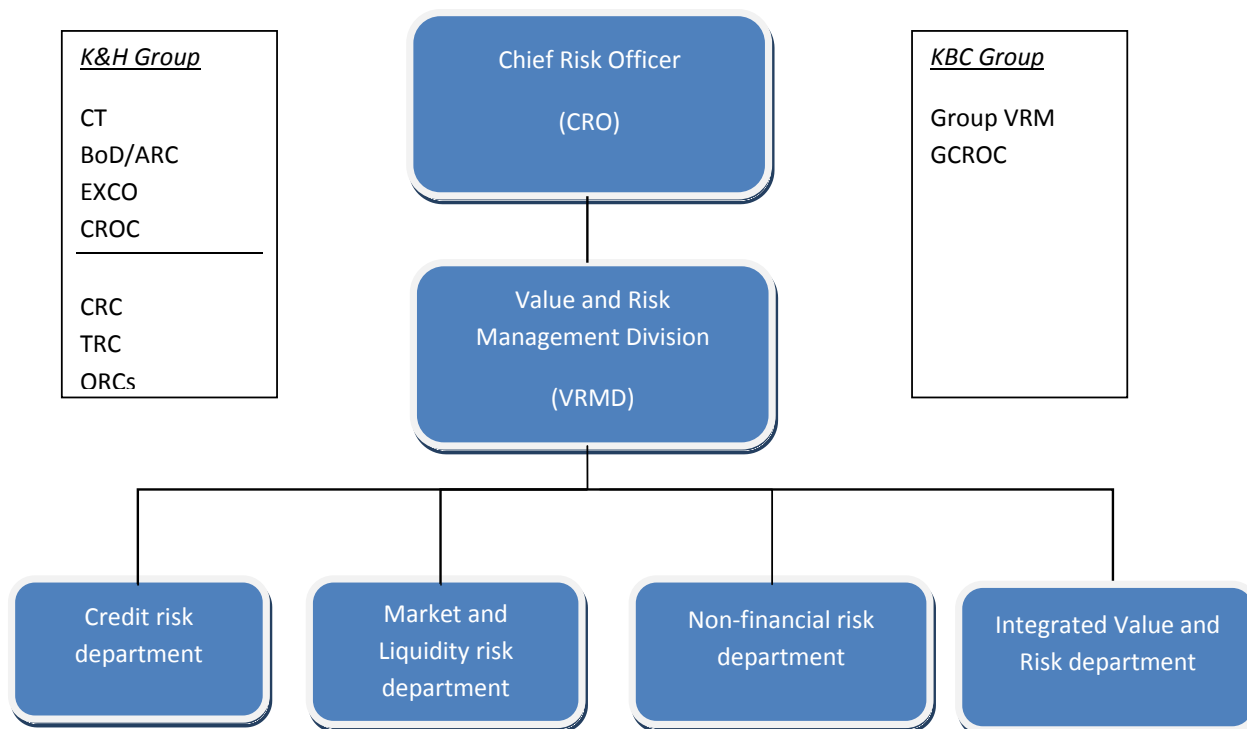 K&H Group
CT
BoD/ARC
EXCO
CROC
CRC
TRC
ORCs
Chief Risk Officer
(CRO)
KBC Group
Group VRM
GCROC
Value and Risk
Management Division
(VRMD)
Credit risk
department
Market and
Liquidity risk
department
Non-financial risk
department
Integrated Value and
Risk department